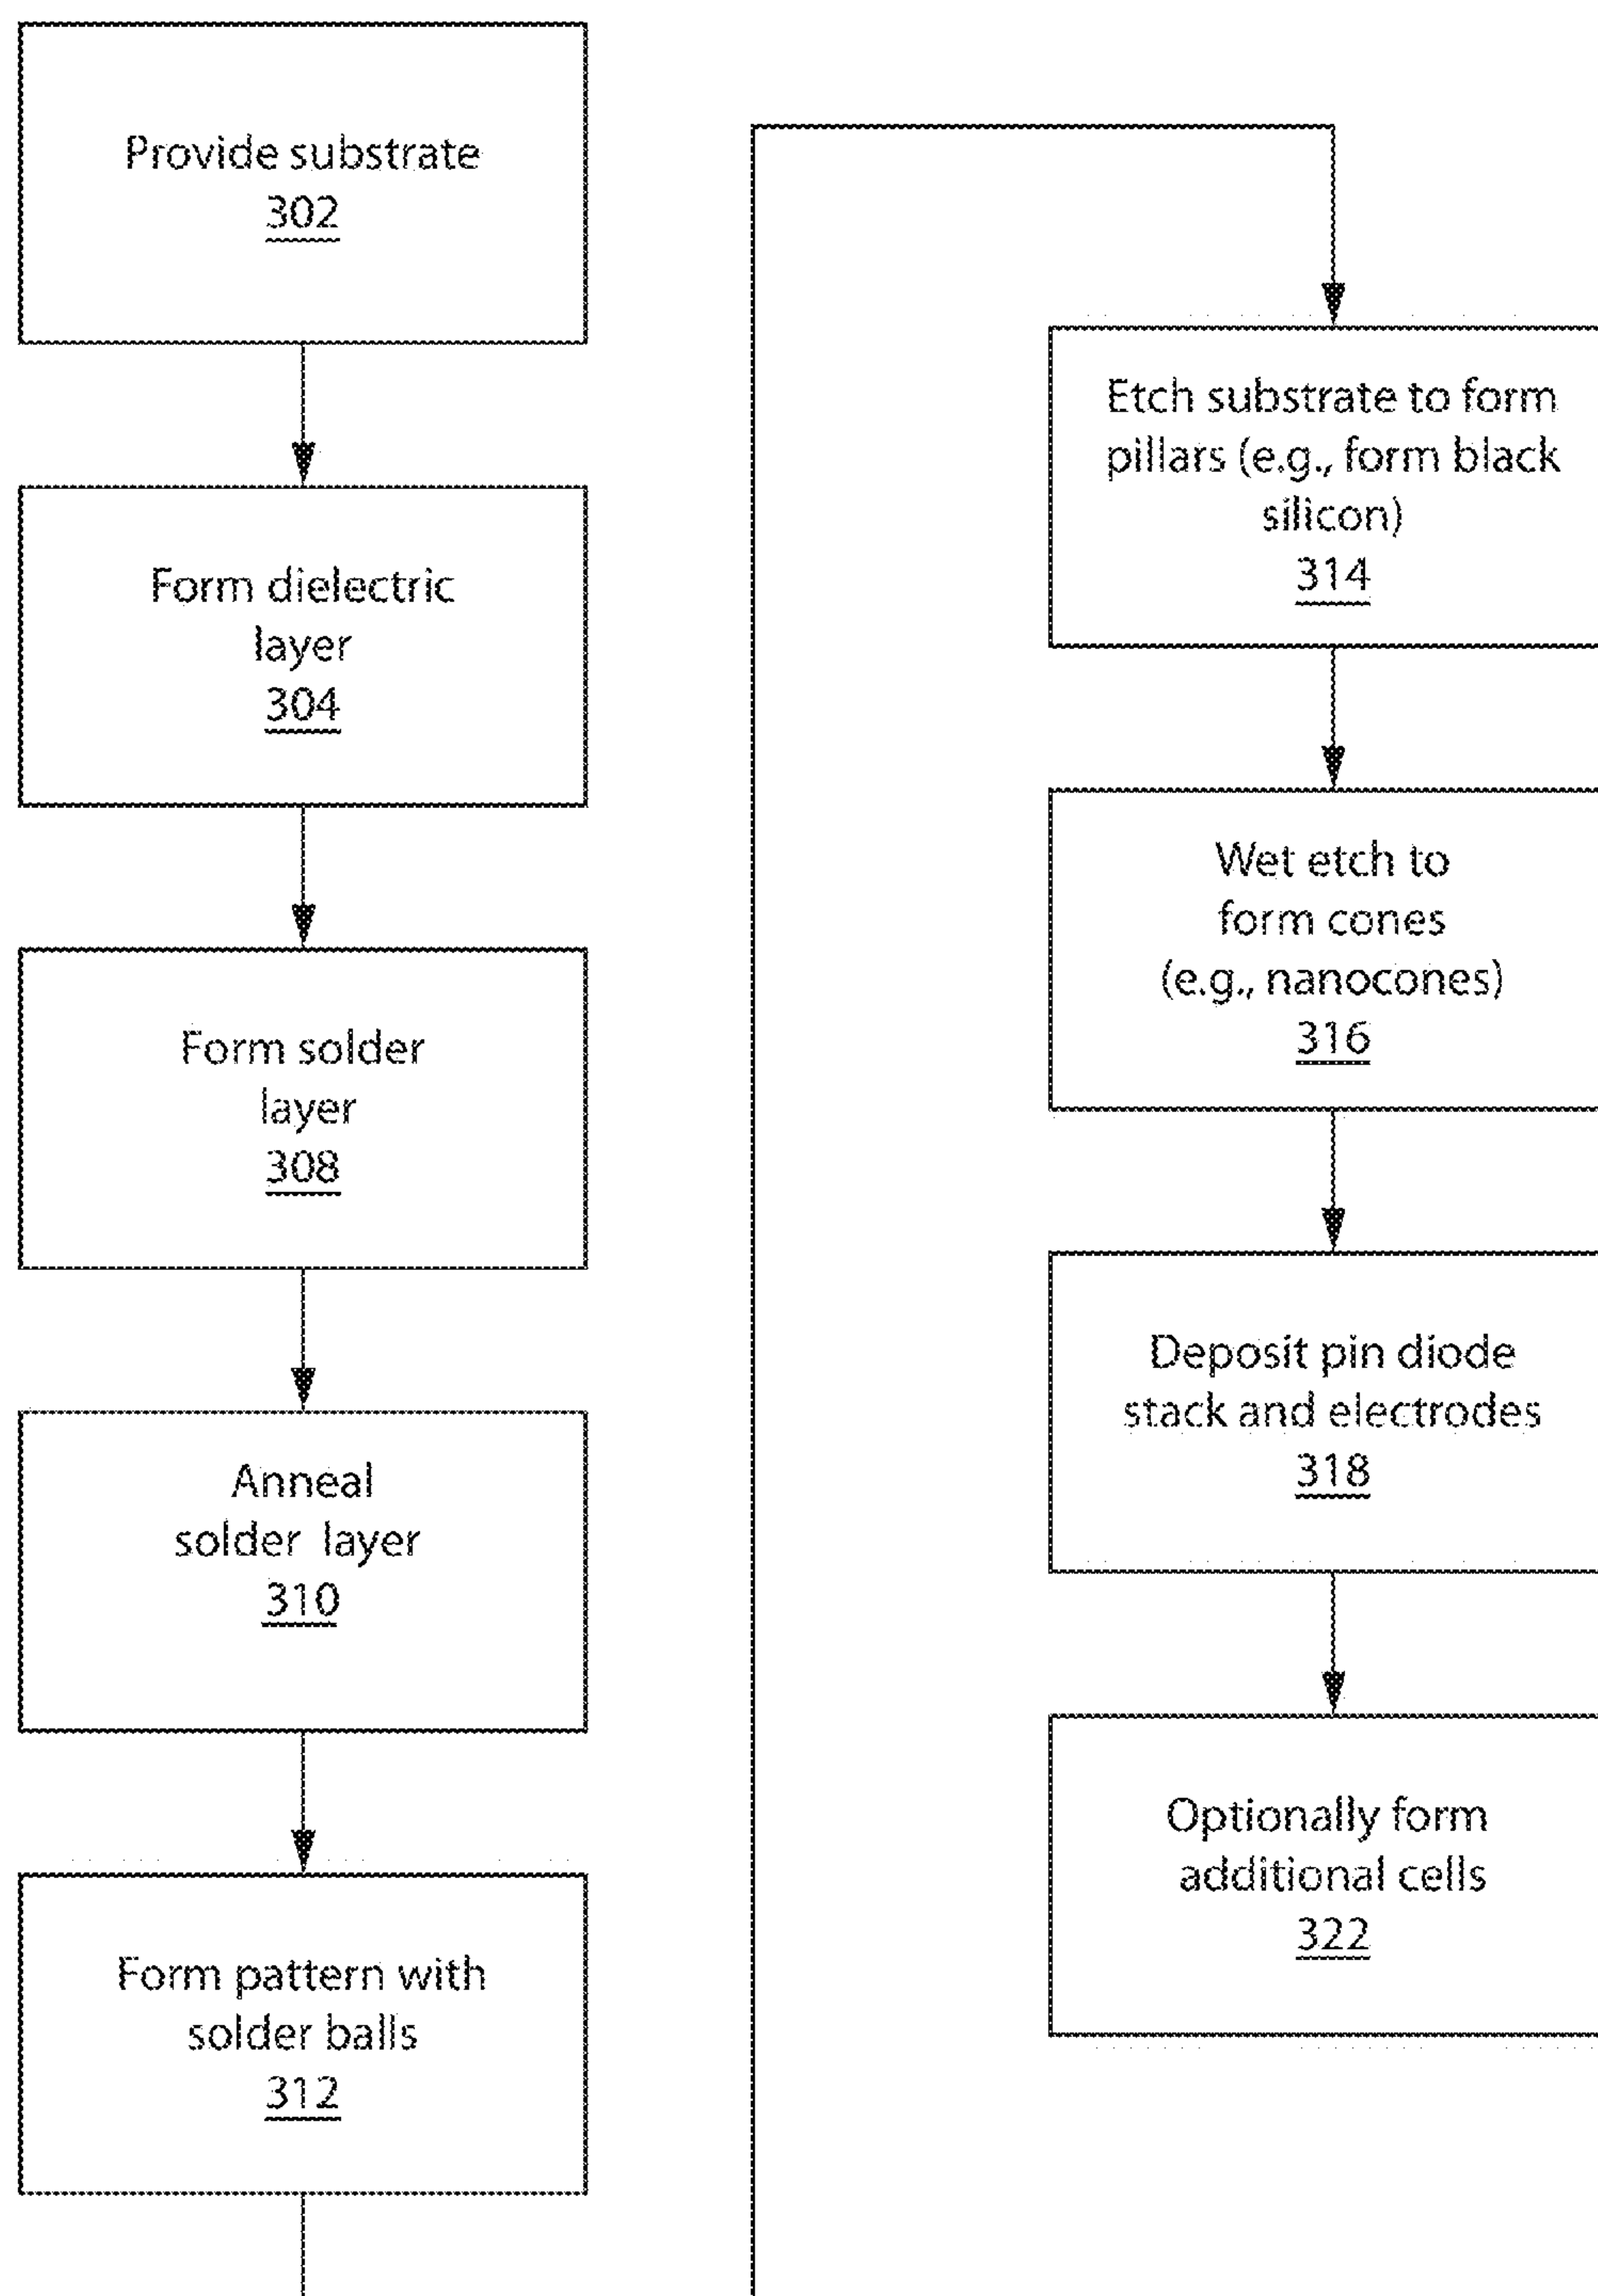 Provide substrate
302
Form dielectric
layer
304
Form solder
layer
308
Anneal
solder layer
310
Form pattern with
solder balls
312
Etch substrate to form
pillars (e.g., form black
silicon)
314
Wet etch to
form cones
(e.g., nanocones)
316
Deposit pin diode
stack and electrodes
318
Optionally form
additional cells
322